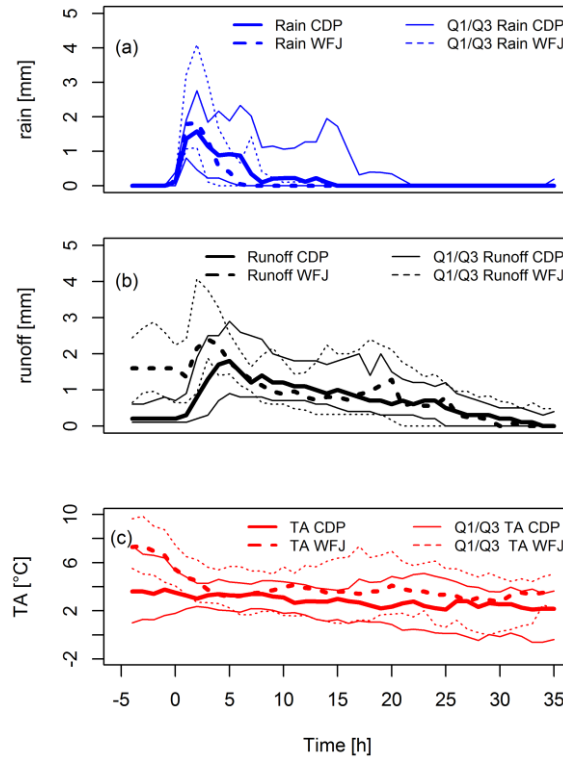 (a)
Rain CDP
Rain WFJ
Q1/Q3 Rain CDP
Q1/Q3 Rain WFJ
rain [mm]
5
4
3
2
1
0
(b)
Runoff CDP
Runoff WFJ
Q1/Q3 Runoff CDP
Q1/Q3 Runoff WFJ
runoff [mm]
5
4
3
2
1
0
(c)
TA CDP
TA WFJ
Q1/Q3 TA CDP
Q1/Q3 TA WFJ
TA [°C]
10
6
2
-2
-5 0 5 10 15 20 25 30 35
Time [h]